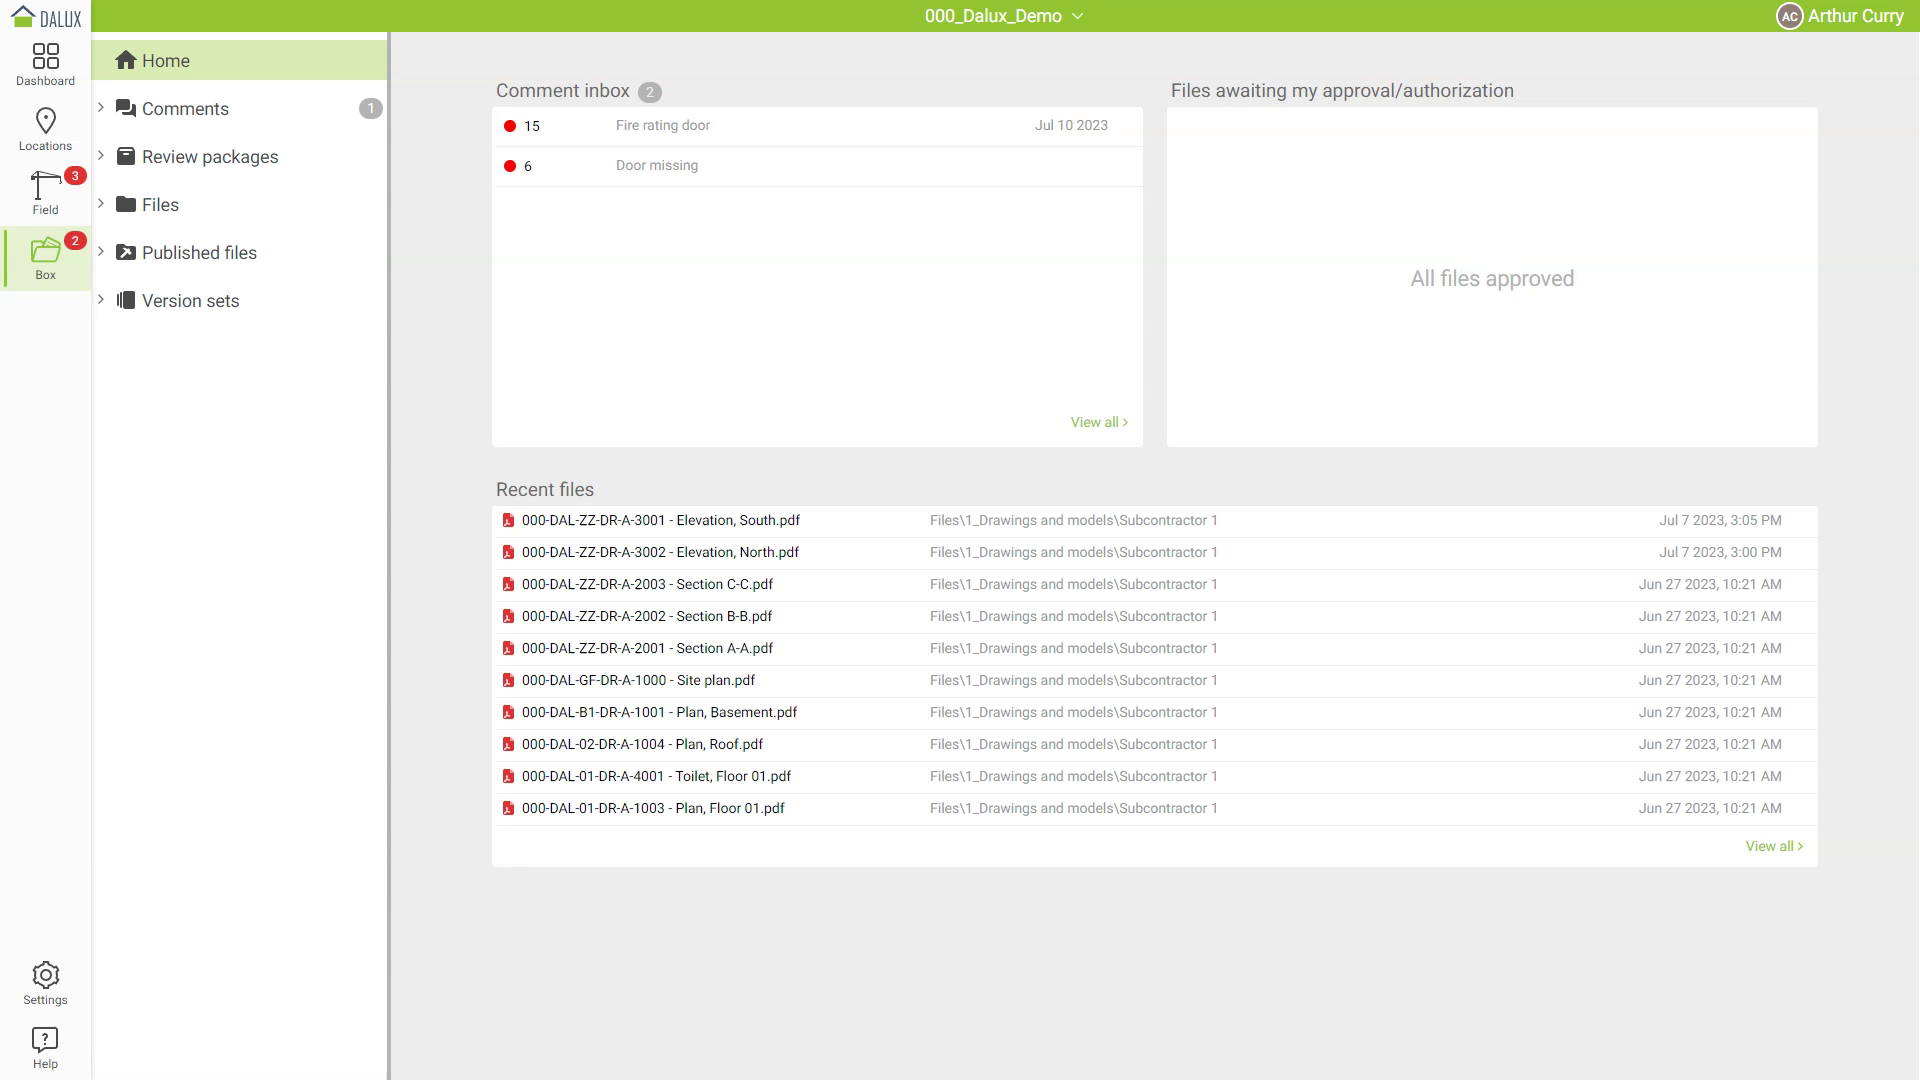 DALUX
000_Dalux_Demo
AC Arthur Curry
Dashboard
Locations
3
Field
2
Box
Settings
Help
Home
Comments 1
Review packages
Files
Published files
Version sets
Comment inbox 2
15 Fire rating door Jul 10 2023
6 Door missing
View all >
Files awaiting my approval/authorization
All files approved
Recent files
000-DAL-ZZ-DR-A-3001 - Elevation, South.pdf Files\1_Drawings and models\Subcontractor 1 Jul 7 2023, 3:05 PM
000-DAL-ZZ-DR-A-3002 - Elevation, North.pdf Files\1_Drawings and models\Subcontractor 1 Jul 7 2023, 3:00 PM
000-DAL-ZZ-DR-A-2003 - Section C-C.pdf Files\1_Drawings and models\Subcontractor 1 Jun 27 2023, 10:21 AM
000-DAL-ZZ-DR-A-2002 - Section B-B.pdf Files\1_Drawings and models\Subcontractor 1 Jun 27 2023, 10:21 AM
000-DAL-ZZ-DR-A-2001 - Section A-A.pdf Files\1_Drawings and models\Subcontractor 1 Jun 27 2023, 10:21 AM
000-DAL-GF-DR-A-1000 - Site plan.pdf Files\1_Drawings and models\Subcontractor 1 Jun 27 2023, 10:21 AM
000-DAL-B1-DR-A-1001 - Plan, Basement.pdf Files\1_Drawings and models\Subcontractor 1 Jun 27 2023, 10:21 AM
000-DAL-02-DR-A-1004 - Plan, Roof.pdf Files\1_Drawings and models\Subcontractor 1 Jun 27 2023, 10:21 AM
000-DAL-01-DR-A-4001 - Toilet, Floor 01.pdf Files\1_Drawings and models\Subcontractor 1 Jun 27 2023, 10:21 AM
000-DAL-01-DR-A-1003 - Plan, Floor 01.pdf Files\1_Drawings and models\Subcontractor 1 Jun 27 2023, 10:21 AM
View all >